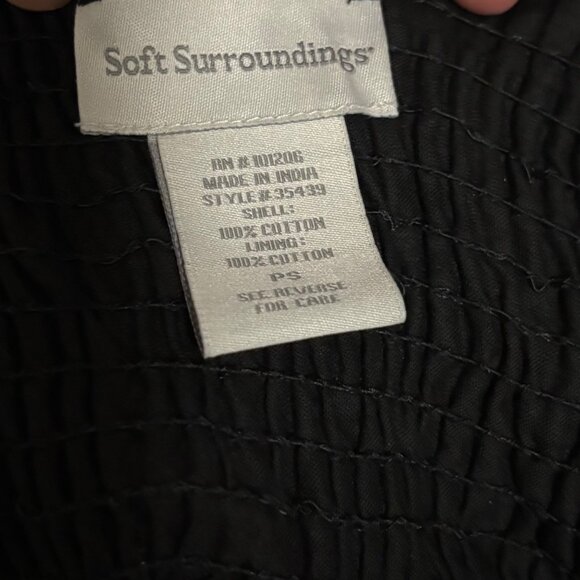 Soft Surroundings
RN # 101206
MADE IN INDIA
STYLE# 35439
SHELL:
100% COTTON
LINING:
100% COTTON
PS
SEE REVERSE
FOR CARE